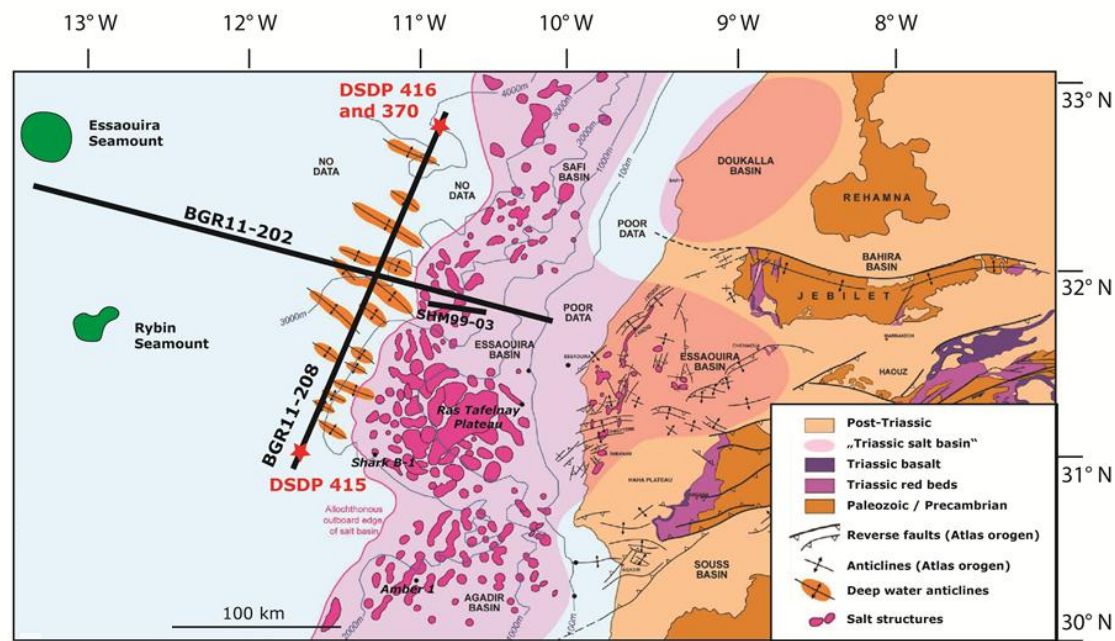 13° W
12° W
11° W
10° W
9° W
8° W
33° N
32° N
31° N
30° N
Essaouira
Seamount
DSDP 416
and 370
4000m
3000m
2000m
1000m
100m
NO
DATA
NO
DATA
SAFI
BASIN
DOUKALLA
BASIN
REHAMNA
POOR
DATA
BGR11-202
BAHIRA
BASIN
JEBILET
3000m
POOR
DATA
SHM99-03
ESSAOUIRA
BASIN
ESSAOUIRA
BASIN
HAOUZ
Rybin
Seamount
BGR11-208
Ras Tafelnay
Plateau
Shark B-1
DSDP 415
HAHA PLATEAU
Allochthonous
outboard edge
of salt basin
Amber 1
AGADIR
BASIN
AGADIR
SOUSS
BASIN
100 km
2000m
1000m
100m
Post-Triassic
„Triassic salt basin“
Triassic basalt
Triassic red beds
Paleozoic / Precambrian
Reverse faults (Atlas orogen)
Anticlines (Atlas orogen)
Deep water anticlines
Salt structures